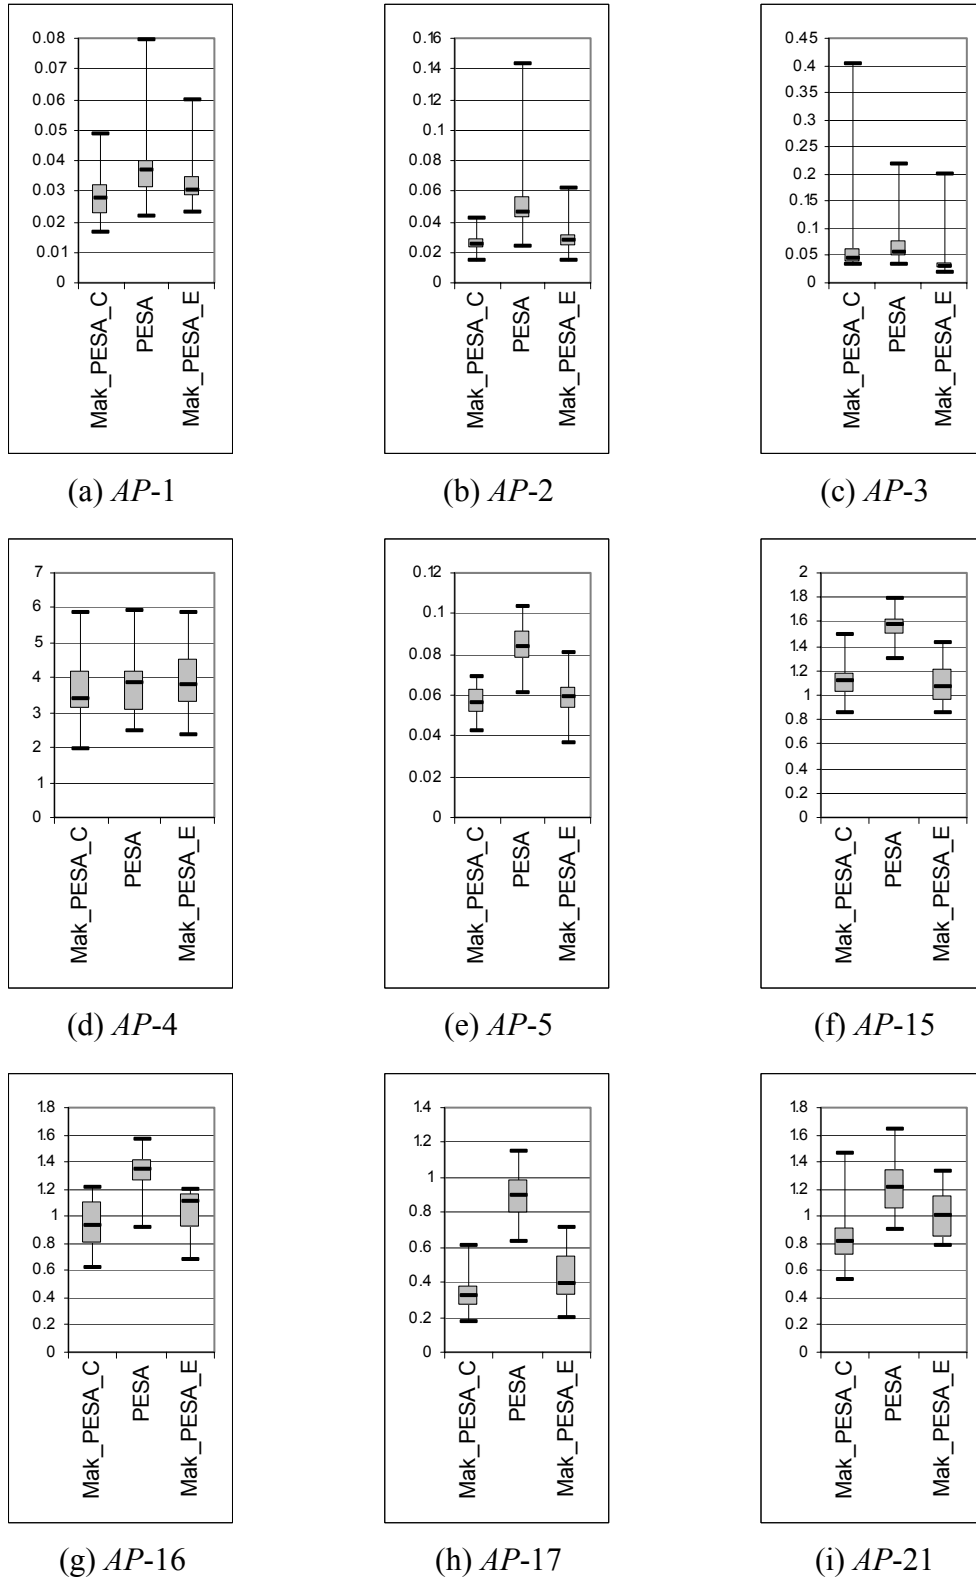 0.08
0.07
0.06
0.05
0.04
0.03
0.02
0.01
0
Mak_PESA_C
PESA
Mak_PESA_E
0.16
0.14
0.12
0.1
0.08
0.06
0.04
0.02
0
Mak_PESA_C
PESA
Mak_PESA_E
0.45
0.4
0.35
0.3
0.25
0.2
0.15
0.1
0.05
0
Mak_PESA_C
PESA
Mak_PESA_E
(a) AP-1
(b) AP-2
(c) AP-3
7
6
5
4
3
2
1
0
Mak_PESA_C
PESA
Mak_PESA_E
0.12
0.1
0.08
0.06
0.04
0.02
0
Mak_PESA_C
PESA
Mak_PESA_E
2
1.8
1.6
1.4
1.2
1
0.8
0.6
0.4
0.2
0
Mak_PESA_C
PESA
Mak_PESA_E
(d) AP-4
(e) AP-5
(f) AP-15
1.8
1.6
1.4
1.2
1
0.8
0.6
0.4
0.2
0
Mak_PESA_C
PESA
Mak_PESA_E
1.4
1.2
1
0.8
0.6
0.4
0.2
0
Mak_PESA_C
PESA
Mak_PESA_E
1.8
1.6
1.4
1.2
1
0.8
0.6
0.4
0.2
0
Mak_PESA_C
PESA
Mak_PESA_E
(g) AP-16
(h) AP-17
(i) AP-21